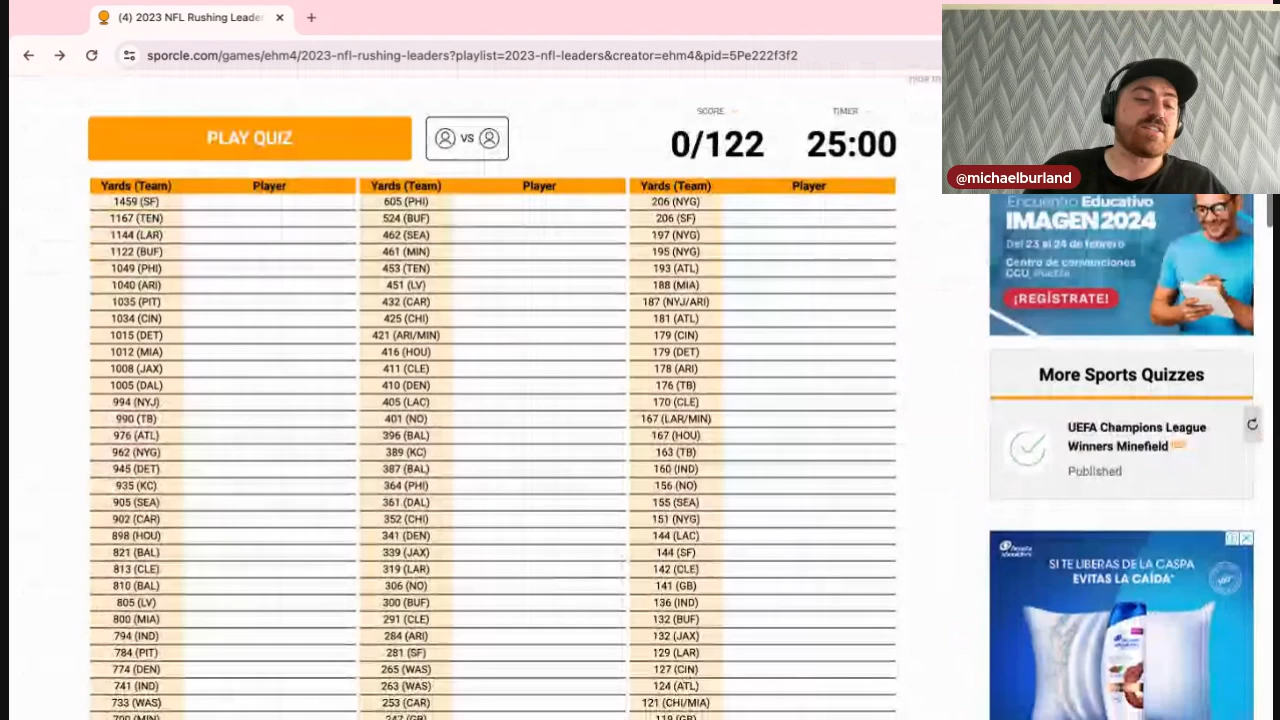 (4) 2023 NFL Rushing Leader
sporcle.com/games/ehm4/2023-nfl-rushing-leaders?playlist=2023-nfl-leaders&creator=ehm4&pid=5Pe222f3f2
@michaelburland
PLAY QUIZ
VS
SCORE
0/122
TIMER
25:00
Yards (Team) Player Yards (Team) Player Yards (Team) Player
1459 (SF) 605 (PHI) 206 (NYG)
1167 (TEN) 524 (BUF) 206 (SF)
1144 (LAR) 462 (SEA) 197 (NYG)
1122 (BUF) 461 (MIN) 195 (NYG)
1049 (PHI) 453 (TEN) 193 (ATL)
1040 (ARI) 451 (LV) 188 (MIA)
1035 (PIT) 432 (CAR) 187 (NYJ/ARI)
1034 (CIN) 425 (CHI) 181 (ATL)
1015 (DET) 421 (ARI/MIN) 179 (CIN)
1012 (MIA) 416 (HOU) 179 (DET)
1008 (JAX) 411 (CLE) 178 (ARI)
1005 (DAL) 410 (DEN) 176 (TB)
994 (NYJ) 405 (LAC) 170 (CLE)
990 (TB) 401 (NO) 167 (LAR/MIN)
976 (ATL) 396 (BAL) 167 (HOU)
962 (NYG) 389 (KC) 163 (TB)
945 (DET) 387 (BAL) 160 (IND)
935 (KC) 364 (PHI) 156 (NO)
905 (SEA) 361 (DAL) 155 (SEA)
902 (CAR) 352 (CHI) 151 (NYG)
898 (HOU) 341 (DEN) 144 (LAC)
821 (BAL) 339 (JAX) 144 (SF)
813 (CLE) 319 (LAR) 142 (CLE)
810 (BAL) 306 (NO) 141 (GB)
805 (LV) 300 (BUF) 136 (IND)
800 (MIA) 291 (CLE) 132 (BUF)
794 (IND) 284 (ARI) 132 (JAX)
784 (PIT) 281 (SF) 129 (LAR)
774 (DEN) 265 (WAS) 127 (CIN)
741 (IND) 263 (WAS) 124 (ATL)
733 (WAS) 253 (CAR) 121 (CHI/MIA)
700 (MIN) 247 (GB) 119 (GB)
Encuentro Educativo
IMAGEN 2024
Del 23 al 24 de febrero
Centro de convenciones
CCU, Puebla
¡REGÍSTRATE!
More Sports Quizzes
UEFA Champions League
Winners Minefield
Published
SI TE LIBERAS DE LA CASPA
EVITAS LA CAÍDA*